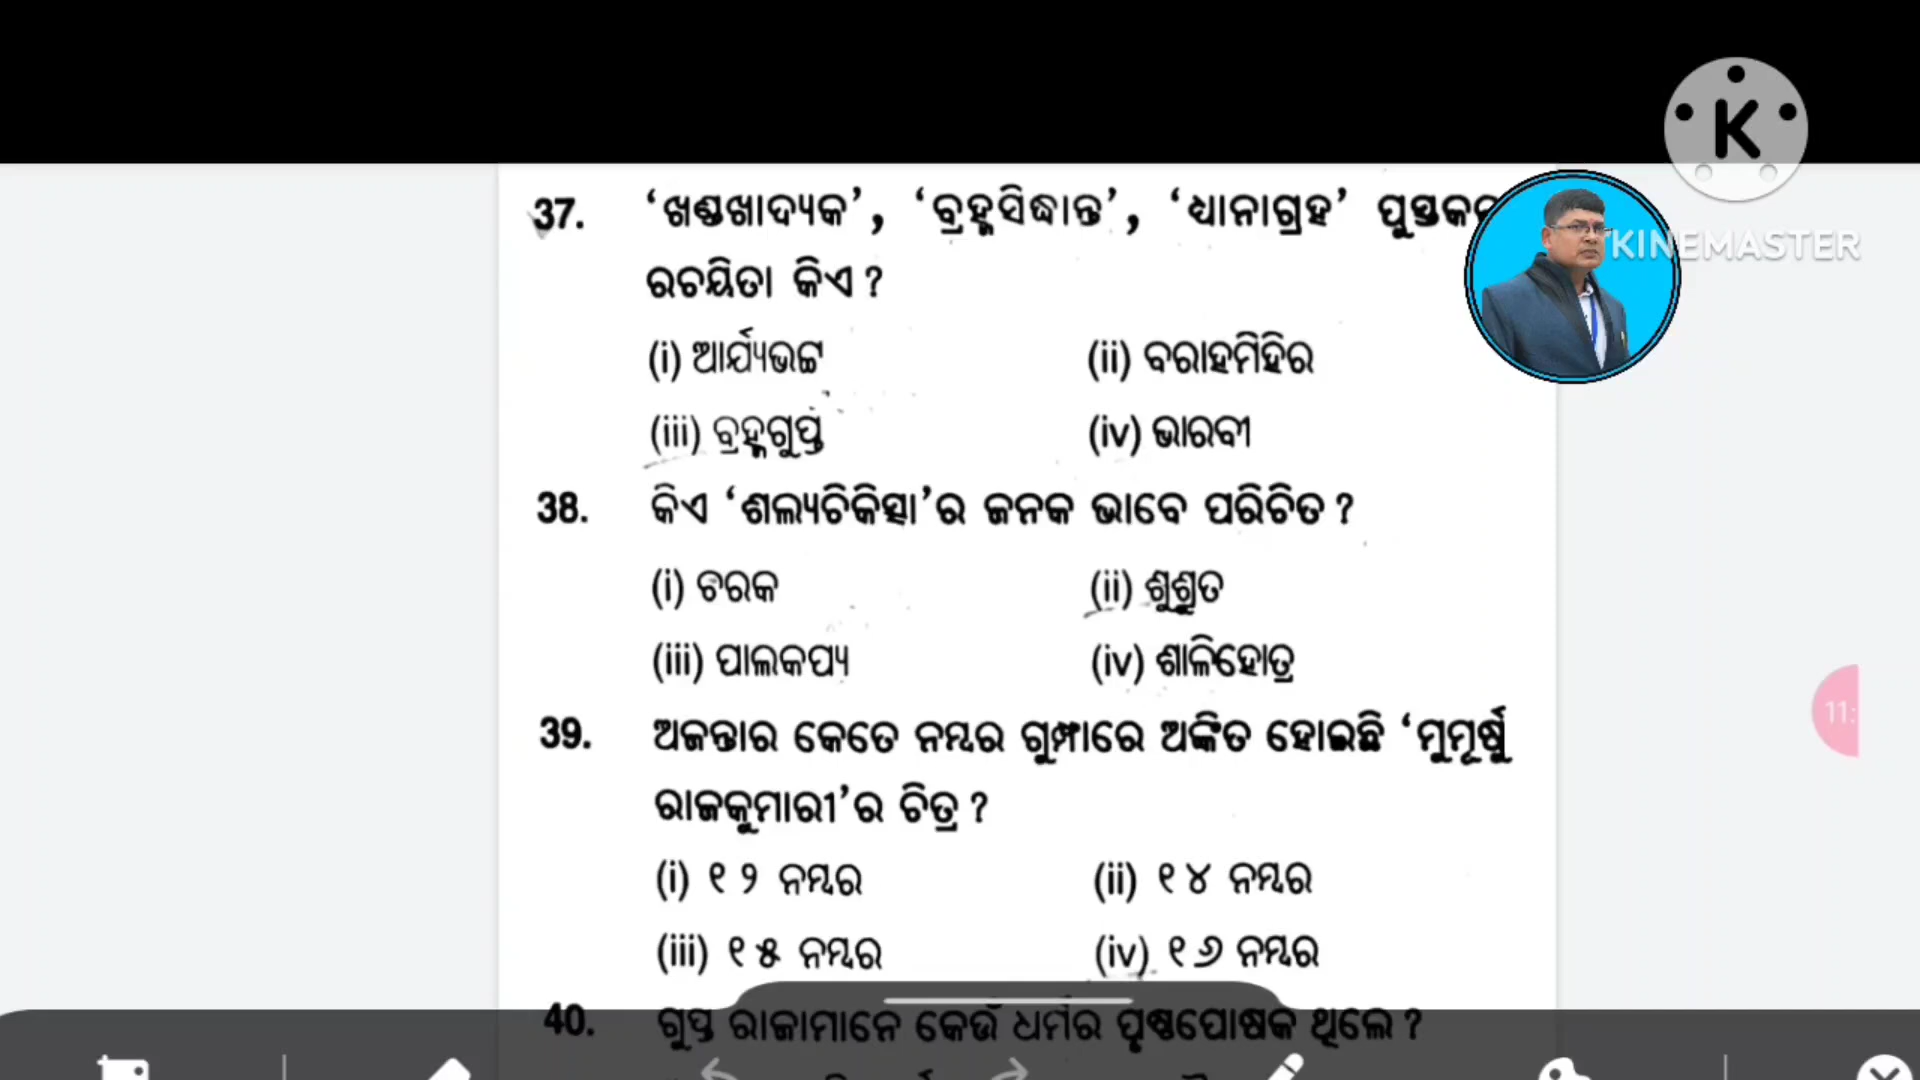 K
KINEMASTER
37. ‘ଖଣ୍ଡଖାଦ୍ୟକ’, ‘ବ୍ରହ୍ମସିଦ୍ଧାନ୍ତ’, ‘ଧ୍ୟାନାଗ୍ରହ’
ରଚୟିତା କିଏ ?
(i) ଆର୍ଯ୍ୟଭଟ୍ଟ (ii) ବରାହମିହିର
(iii) ବ୍ରହ୍ମଗୁପ୍ତ (iv) ଭାରବୀ
38. କିଏ ‘ଶଲ୍ୟଚିକିତ୍ସା’ର ଜନକ ଭାବେ ପରିଚିତ ?
(i) ଚରକ (ii) ଶୁଶ୍ରୁତ
(iii) ପାଲକପ୍ୟ (iv) ଶାଳିହୋତ୍ର
39. ଅଜନ୍ତାର କେତେ ନମ୍ବର ଗୁମ୍ଫାରେ ଅଙ୍କିତ ହୋଇଛି ‘ମୁମୂର୍ଷୁ
ରାଜକୁମାରୀ’ର ଚିତ୍ର ?
(i) ୧୨ ନମ୍ବର (ii) ୧୪ ନମ୍ବର
(iii) ୧୫ ନମ୍ବର (iv) ୧୬ ନମ୍ବର
11:
40. ଗୁପ୍ତ ରାଜାମାନେ କେଉଁ ଧର୍ମର ପୃଷ୍ଠପୋଷକ ଥିଲେ ?